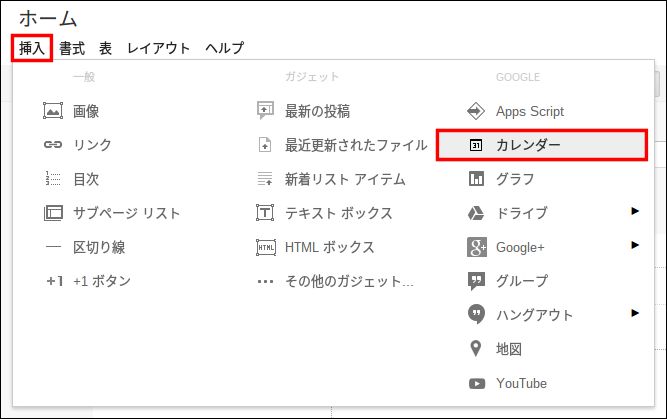 ホーム
挿入 書式 表 レイアウト ヘルプ
一般 ガジェット GOOGLE
画像 最新の投稿 Apps Script
リンク 最近更新されたファイル 31 カレンダー
目次 新着リスト アイテム グラフ
サブページ リスト テキスト ボックス ドライブ
区切り線 HTML HTML ボックス Google+
+1 +1 ボタン その他のガジェット... グループ
ハングアウト
地図
YouTube